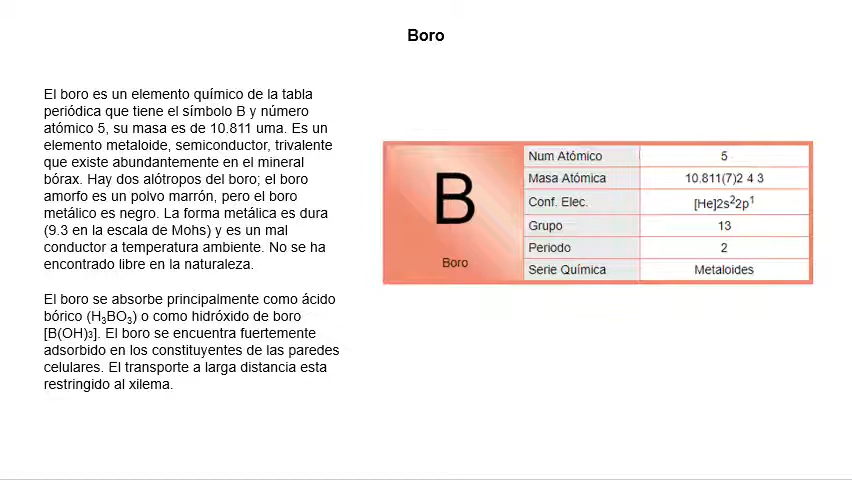 Boro
El boro es un elemento químico de la tabla
periódica que tiene el símbolo B y número
atómico 5, su masa es de 10.811 uma. Es un
elemento metaloide, semiconductor, trivalente
que existe abundantemente en el mineral
bórax. Hay dos alótropos del boro; el boro
amorfo es un polvo marrón, pero el boro
metálico es negro. La forma metálica es dura
(9.3 en la escala de Mohs) y es un mal
conductor a temperatura ambiente. No se ha
encontrado libre en la naturaleza.
El boro se absorbe principalmente como ácido
bórico (H₃BO₃) o como hidróxido de boro
[B(OH)₃]. El boro se encuentra fuertemente
adsorbido en los constituyentes de las paredes
celulares. El transporte a larga distancia esta
restringido al xilema.
B
Boro
Num Atómico 5
Masa Atómica 10.811(7)2 4 3
Conf. Elec. [He]2s²2p¹
Grupo 13
Periodo 2
Serie Química Metaloides